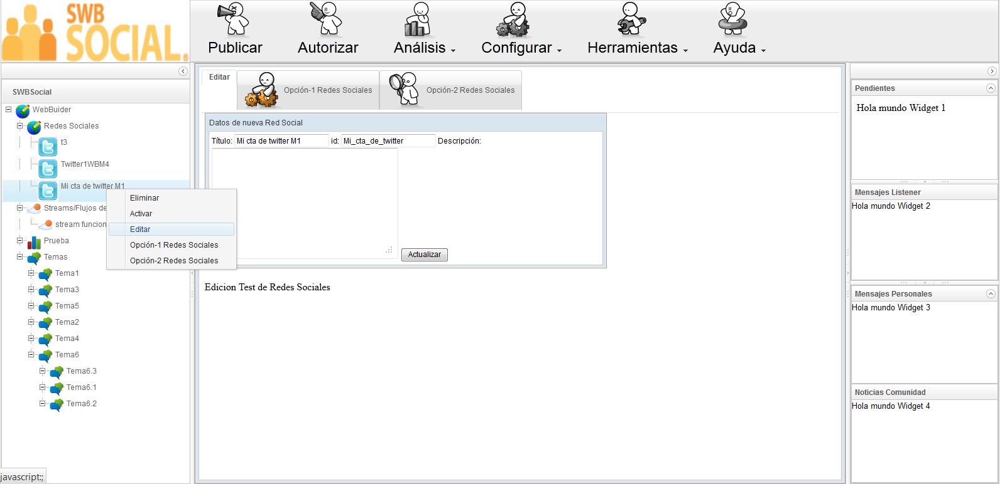 SWB
SOCIAL®
Publicar
Autorizar
Análisis
Configurar
Herramientas
Ayuda
SWBSocial
WebBuider
Redes Sociales
t3
Twitter1WBM4
Mi cta de twitter M1
Streams/Flujos de
stream funcion
Prueba
Temas
Tema1
Tema3
Tema5
Tema2
Tema4
Tema6
Tema6.3
Tema6.1
Tema6.2
Eliminar
Activar
Editar
Opción-1 Redes Sociales
Opción-2 Redes Sociales
javascript:;
Editar
Opción-1 Redes Sociales
Opción-2 Redes Sociales
Datos de nueva Red Social
Título: Mi cta de twitter M1 id: Mi_cta_de_twitter Descripción:
Actualizar
Edicion Test de Redes Sociales
Pendientes
Hola mundo Widget 1
Mensajes Listener
Hola mundo Widget 2
Mensajes Personales
Hola mundo Widget 3
Noticias Comunidad
Hola mundo Widget 4